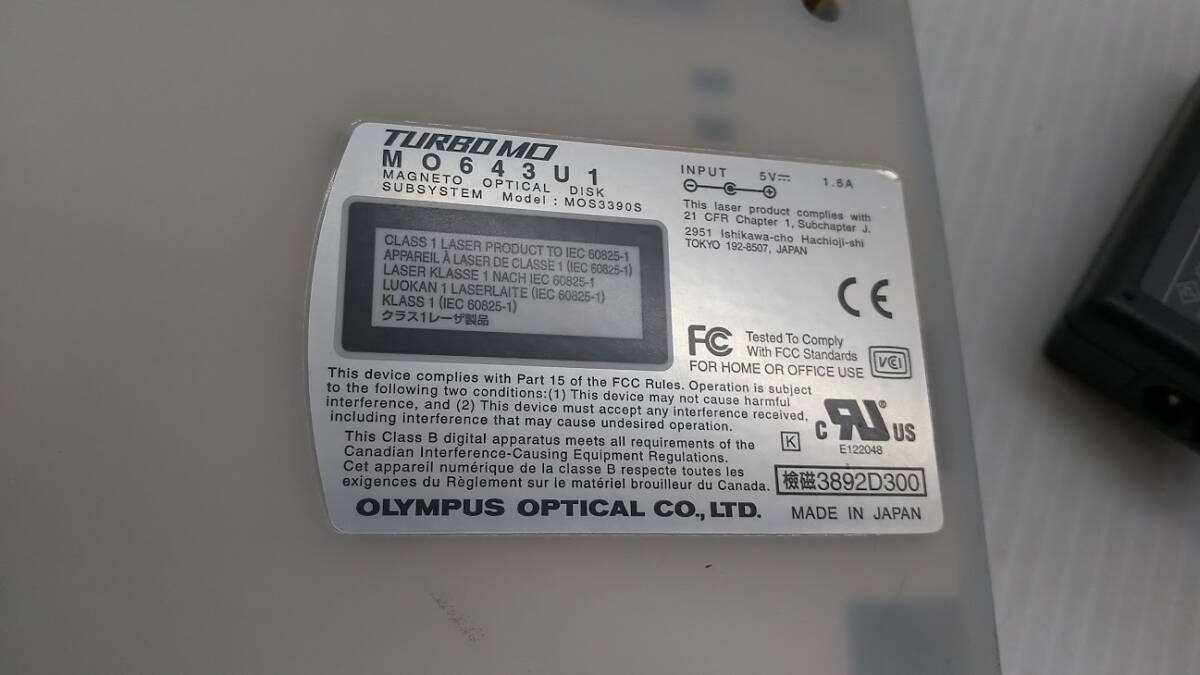 TURBO MO
MO643U1
MAGNETO OPTICAL DISK
SUBSYSTEM Model : MOS3390S
CLASS 1 LASER PRODUCT TO IEC 60825-1
APPAREIL À LASER DE CLASSE 1 (IEC 60825-1)
LASER KLASSE 1 NACH IEC 60825-1
LUOKAN 1 LASERLAITE (IEC 60825-1)
KLASS 1 (IEC 60825-1)
クラス1レーザ製品
INPUT 5V 1.6A
This laser product complies with
21 CFR Chapter 1, Subchapter J.
2951 Ishikawa-cho Hachioji-shi
TOKYO 192-8507, JAPAN
CE
FC Tested To Comply
With FCC Standards
FOR HOME OR OFFICE USE
VCI
This device complies with Part 15 of the FCC Rules. Operation is subject
to the following two conditions:(1) This device may not cause harmful
interference, and (2) This device must accept any interference received,
including interference that may cause undesired operation.
This Class B digital apparatus meets all requirements of the
Canadian Interference-Causing Equipment Regulations.
Cet appareil numérique de la classe B respecte toutes les
exigences du Règlement sur le matériel brouilleur du Canada.
K
C RU® US
E122048
檢磁3892D300
OLYMPUS OPTICAL CO., LTD.
MADE IN JAPAN